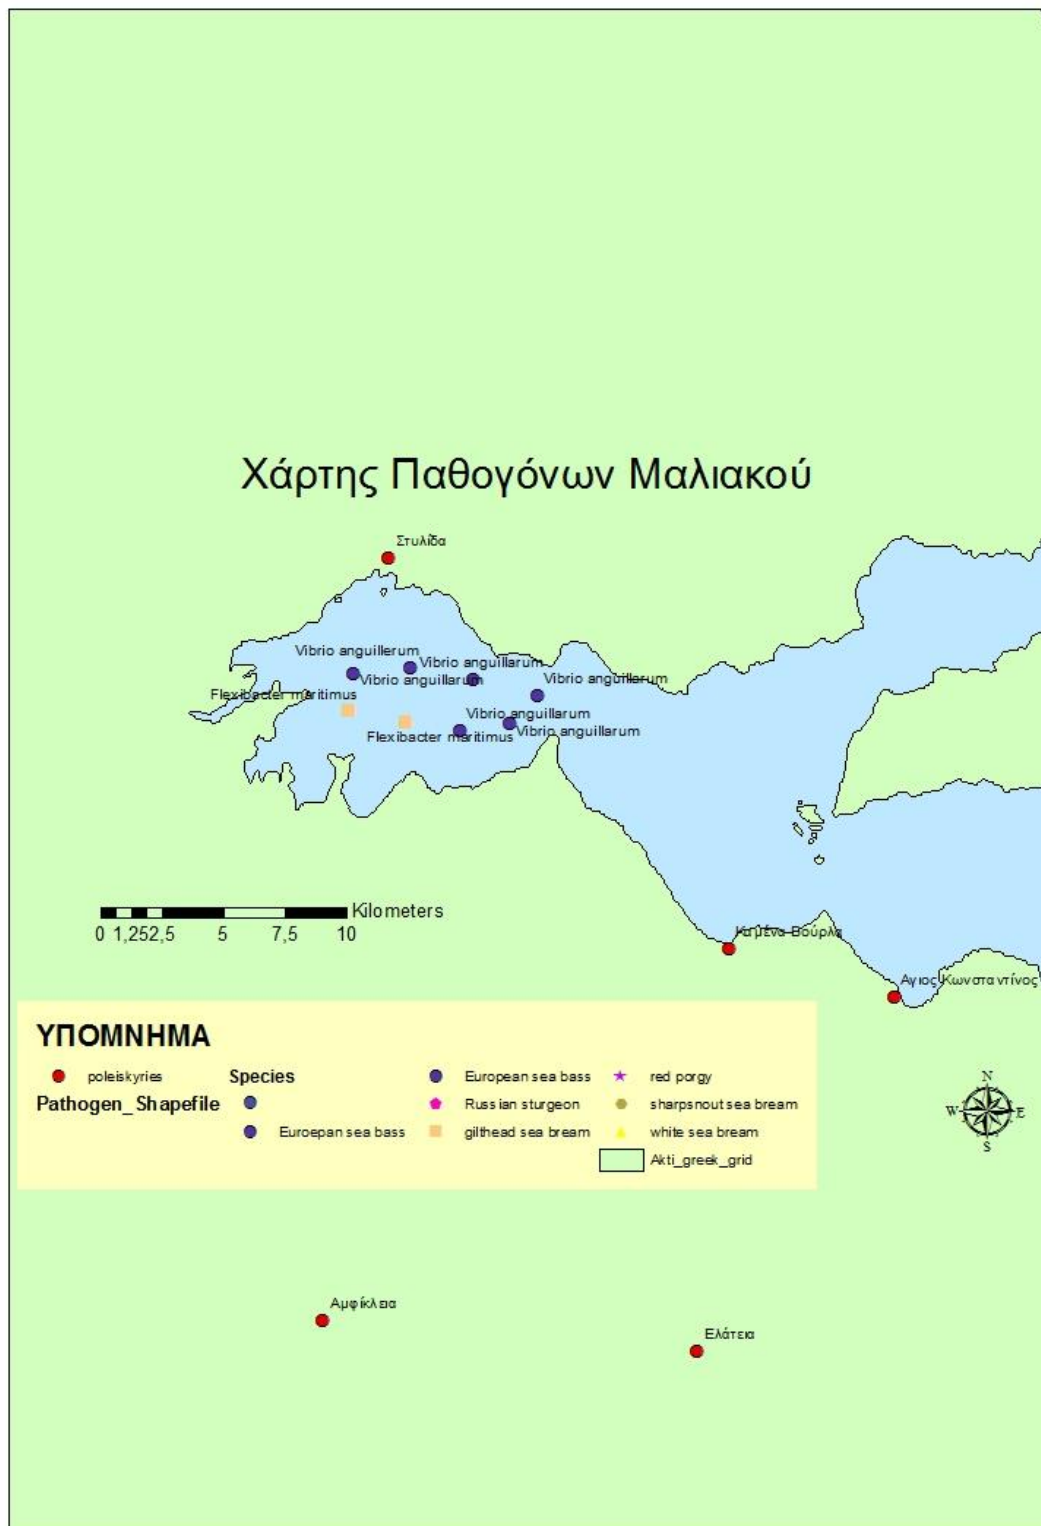 Χάρτης Παθογόνων Μαλιακού
Στυλίδα
Vibrio anguillerum
Vibrio anguillarum
Vibrio anguillarum
Vibrio anguillarum
Flexibacter maritimus
Vibrio anguillarum
Vibrio anguillarum
Flexibacter maritimus
Kilometers
0 1,252,5 5 7,5 10
Καμένα Βούρλα
Αγιος Κωνσταντίνος
ΥΠΟΜΝΗΜΑ
poleiskyries
Pathogen_Shapefile
Species
Euroepan sea bass
European sea bass
Russian sturgeon
gilthead sea bream
red porgy
sharpsnout sea bream
white sea bream
Akti_greek_grid
N
W E
S
Αμφίκλεια
Ελάτεια